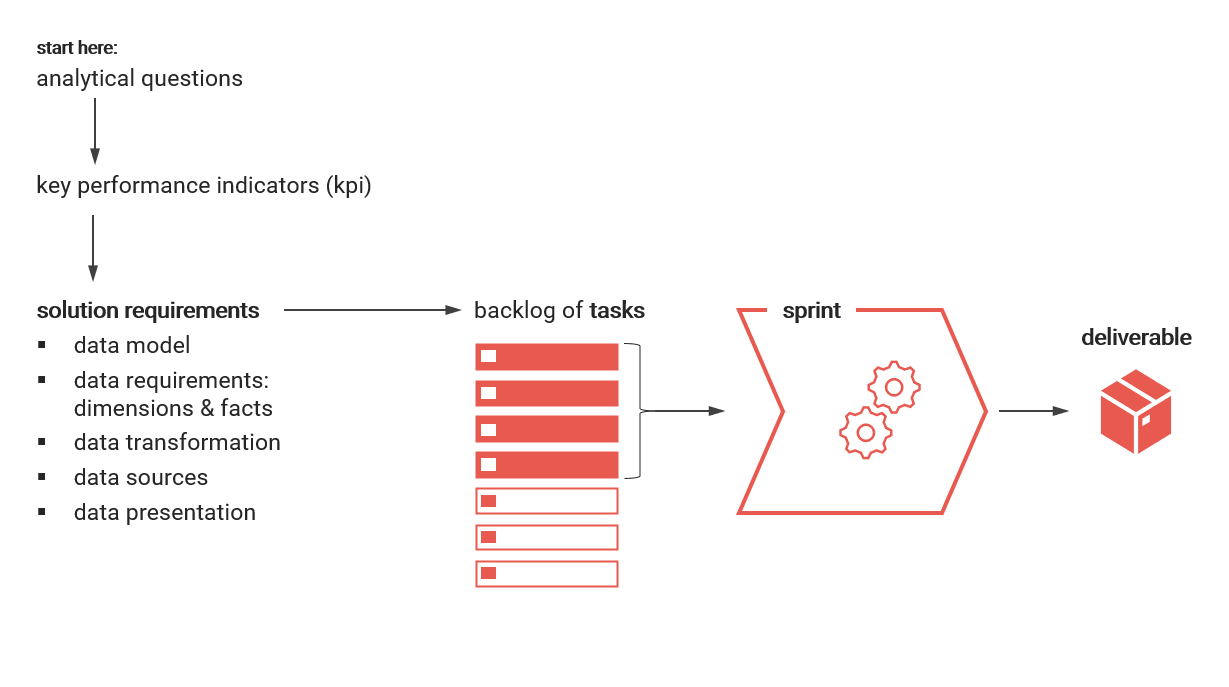 start here:
analytical questions
key performance indicators (kpi)
solution requirements
▪ data model
▪ data requirements:
dimensions & facts
▪ data transformation
▪ data sources
▪ data presentation
backlog of tasks
sprint
deliverable